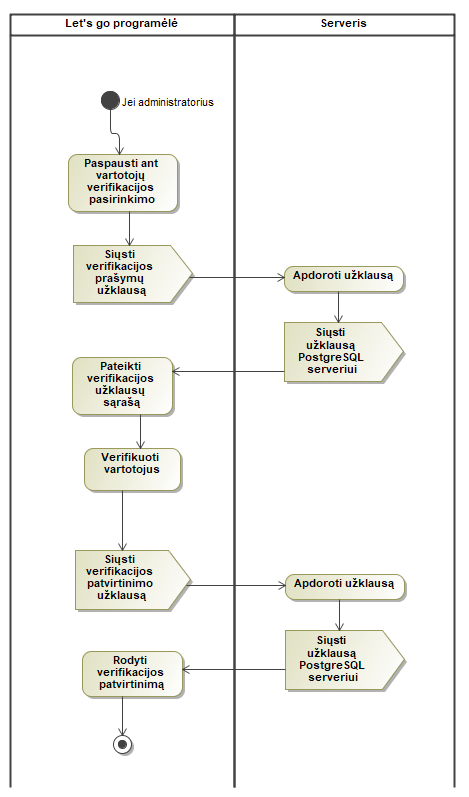 Let's go programėlė
Serveris
Jei administratorius
Paspausti ant
vartotojų
verifikacijos
pasirinkimo
Siųsti
verifikacijos
prašymų
užklausą
Apdoroti užklausą
Siųsti
užklausą
PostgreSQL
serveriui
Pateikti
verifikacijos
užklausų
sąrašą
Verifikuoti
vartotojus
Siųsti
verifikacijos
patvirtinimo
užklausą
Apdoroti užklausą
Siųsti
užklausą
PostgreSQL
serveriui
Rodyti
verifikacijos
patvirtinimą